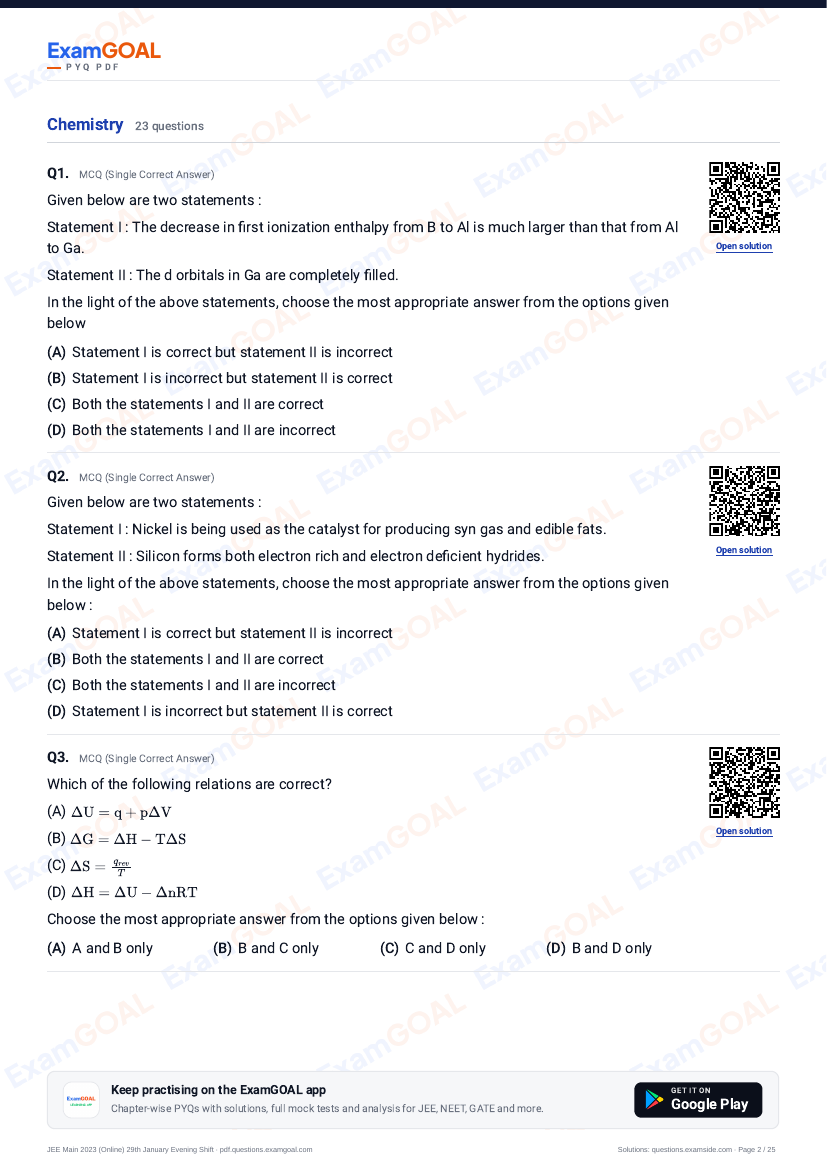 ExamGOAL
PYQ PDF
Chemistry 23 questions
Q1. MCQ (Single Correct Answer)
Open solution
Given below are two statements :
Statement I : The decrease in first ionization enthalpy from B to Al is much larger than that from Al
to Ga.
Statement II : The d orbitals in Ga are completely filled.
In the light of the above statements, choose the most appropriate answer from the options given
below
(A) Statement I is correct but statement II is incorrect
(B) Statement I is incorrect but statement II is correct
(C) Both the statements I and II are correct
(D) Both the statements I and II are incorrect
Q2. MCQ (Single Correct Answer)
Open solution
Given below are two statements :
Statement I : Nickel is being used as the catalyst for producing syn gas and edible fats.
Statement II : Silicon forms both electron rich and electron deficient hydrides.
In the light of the above statements, choose the most appropriate answer from the options given
below :
(A) Statement I is correct but statement II is incorrect
(B) Both the statements I and II are correct
(C) Both the statements I and II are incorrect
(D) Statement I is incorrect but statement II is correct
Q3. MCQ (Single Correct Answer)
Open solution
Which of the following relations are correct?
(A) ΔU = q + pΔV
(B) ΔG = ΔH − TΔS
(C) ΔS = q_rev/T
(D) ΔH = ΔU − ΔnRT
Choose the most appropriate answer from the options given below :
(A) A and B only (B) B and C only (C) C and D only (D) B and D only
ExamGOAL
Keep practising on the ExamGOAL app
Chapter-wise PYQs with solutions, full mock tests and analysis for JEE, NEET, GATE and more.
GET IT ON
Google Play
JEE Main 2023 (Online) 29th January Evening Shift · pdf.questions.examgoal.com
Solutions: questions.examside.com · Page 2 / 25